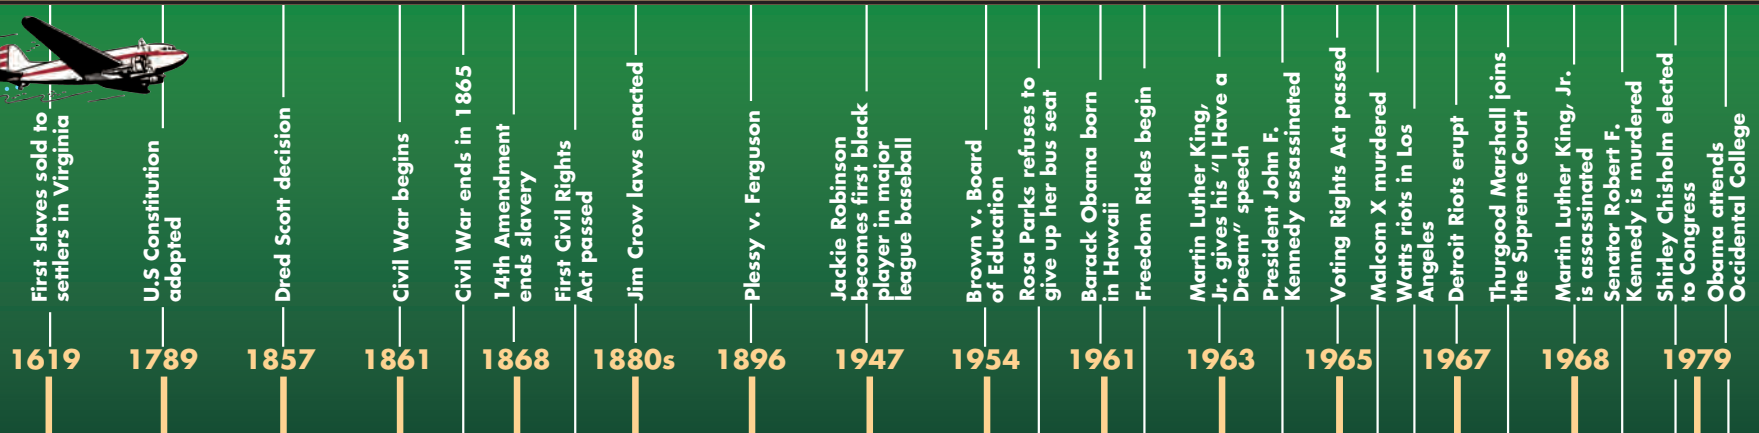 First slaves sold to
settlers in Virginia
U.S Constitution
adopted
Dred Scott decision
Civil War begins
Civil War ends in 1865
14th Amendment
ends slavery
First Civil Rights
Act passed
Jim Crow laws enacted
Plessy v. Ferguson
Jackie Robinson
becomes first black
player in major
league baseball
Brown v. Board
of Education
Rosa Parks refuses to
give up her bus seat
Barack Obama born
in Hawaii
Freedom Rides begin
Martin Luther King,
Jr. gives his "I Have a
Dream" speech
President John F.
Kennedy assassinated
Voting Rights Act passed
Malcom X murdered
Watts riots in Los
Angeles
Detroit Riots erupt
Thurgood Marshall joins
the Supreme Court
Martin Luther King, Jr.
is assassinated
Senator Robert F.
Kennedy is murdered
Shirley Chisholm elected
to Congress
Obama attends
Occidental College
1619
1789
1857
1861
1868
1880s
1896
1947
1954
1961
1963
1965
1967
1968
1979